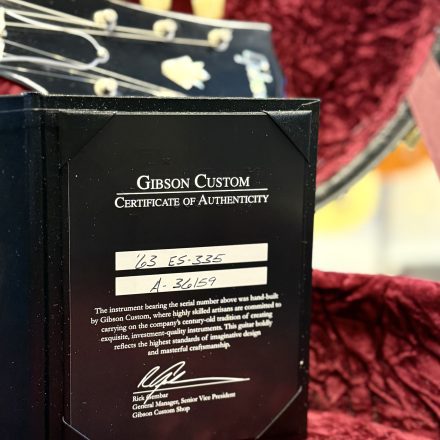 Gibson
GIBSON CUSTOM
CERTIFICATE OF AUTHENTICITY
'63 ES-335
A-36159
The instrument bearing the serial number above was hand-built
by Gibson Custom, where highly skilled artisans are committed to
carrying on the company's century-old tradition of creating
exquisite, investment-quality instruments. This guitar boldly
reflects the highest standards of imaginative design
and masterful craftsmanship.
Rick Gembar
General Manager, Senior Vice President
Gibson Custom Shop